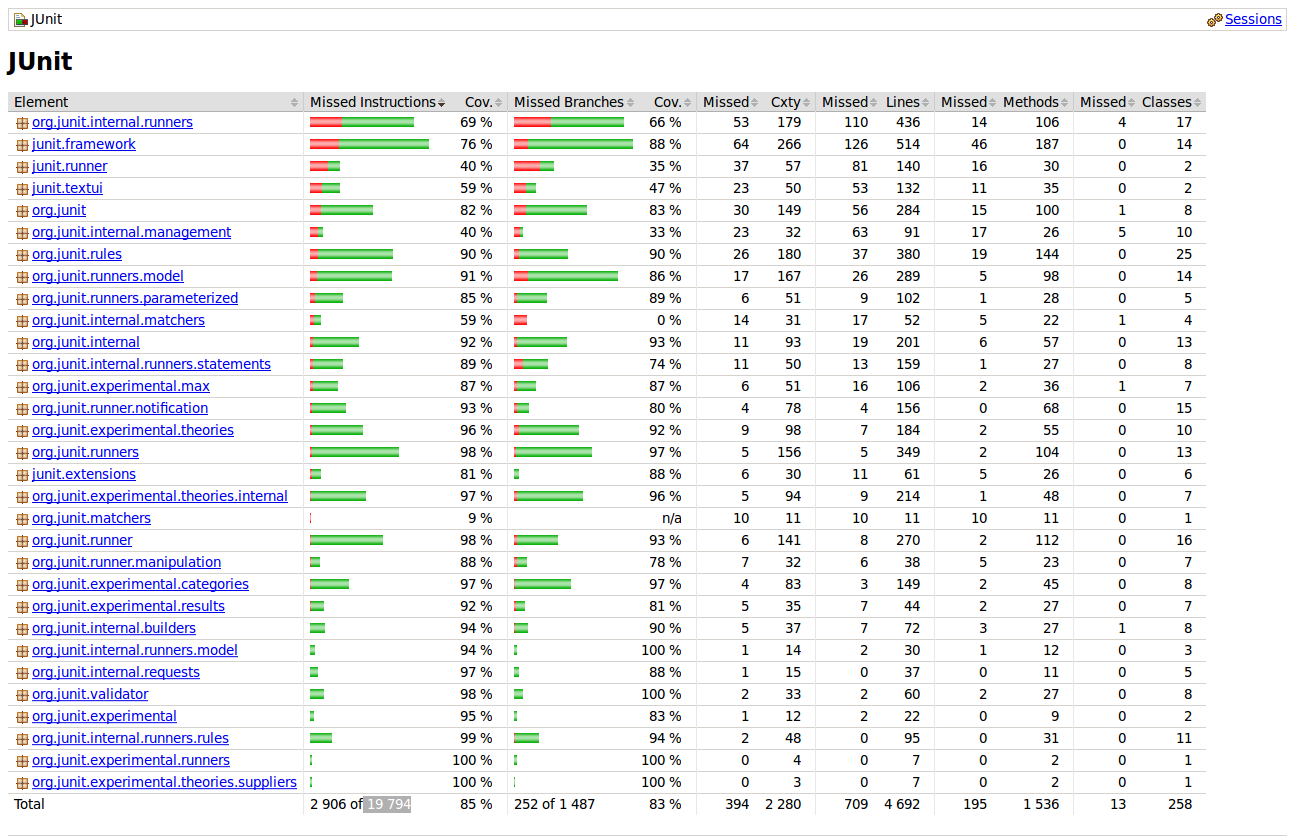 JUnit Sessions
JUnit
Element Missed Instructions Cov. Missed Branches Cov. Missed Cxty Missed Lines Missed Methods Missed Classes
org.junit.internal.runners 69 % 66 % 53 179 110 436 14 106 4 17
junit.framework 76 % 88 % 64 266 126 514 46 187 0 14
junit.runner 40 % 35 % 37 57 81 140 16 30 0 2
junit.textui 59 % 47 % 23 50 53 132 11 35 0 2
org.junit 82 % 83 % 30 149 56 284 15 100 1 8
org.junit.internal.management 40 % 33 % 23 32 63 91 17 26 5 10
org.junit.rules 90 % 90 % 26 180 37 380 19 144 0 25
org.junit.runners.model 91 % 86 % 17 167 26 289 5 98 0 14
org.junit.runners.parameterized 85 % 89 % 6 51 9 102 1 28 0 5
org.junit.internal.matchers 59 % 0 % 14 31 17 52 5 22 1 4
org.junit.internal 92 % 93 % 11 93 19 201 6 57 0 13
org.junit.internal.runners.statements 89 % 74 % 11 50 13 159 1 27 0 8
org.junit.experimental.max 87 % 87 % 6 51 16 106 2 36 1 7
org.junit.runner.notification 93 % 80 % 4 78 4 156 0 68 0 15
org.junit.experimental.theories 96 % 92 % 9 98 7 184 2 55 0 10
org.junit.runners 98 % 97 % 5 156 5 349 2 104 0 13
junit.extensions 81 % 88 % 6 30 11 61 5 26 0 6
org.junit.experimental.theories.internal 97 % 96 % 5 94 9 214 1 48 0 7
org.junit.matchers 9 % n/a 10 11 10 11 10 11 0 1
org.junit.runner 98 % 93 % 6 141 8 270 2 112 0 16
org.junit.runner.manipulation 88 % 78 % 7 32 6 38 5 23 0 7
org.junit.experimental.categories 97 % 97 % 4 83 3 149 2 45 0 8
org.junit.experimental.results 92 % 81 % 5 35 7 44 2 27 0 7
org.junit.internal.builders 94 % 90 % 5 37 7 72 3 27 1 8
org.junit.internal.runners.model 94 % 100 % 1 14 2 30 1 12 0 3
org.junit.internal.requests 97 % 88 % 1 15 0 37 0 11 0 5
org.junit.validator 98 % 100 % 2 33 2 60 2 27 0 8
org.junit.experimental 95 % 83 % 1 12 2 22 0 9 0 2
org.junit.internal.runners.rules 99 % 94 % 2 48 0 95 0 31 0 11
org.junit.experimental.runners 100 % 100 % 0 4 0 7 0 2 0 1
org.junit.experimental.theories.suppliers 100 % 100 % 0 3 0 7 0 2 0 1
Total 2 906 of 19 794 85 % 252 of 1 487 83 % 394 2 280 709 4 692 195 1 536 13 258